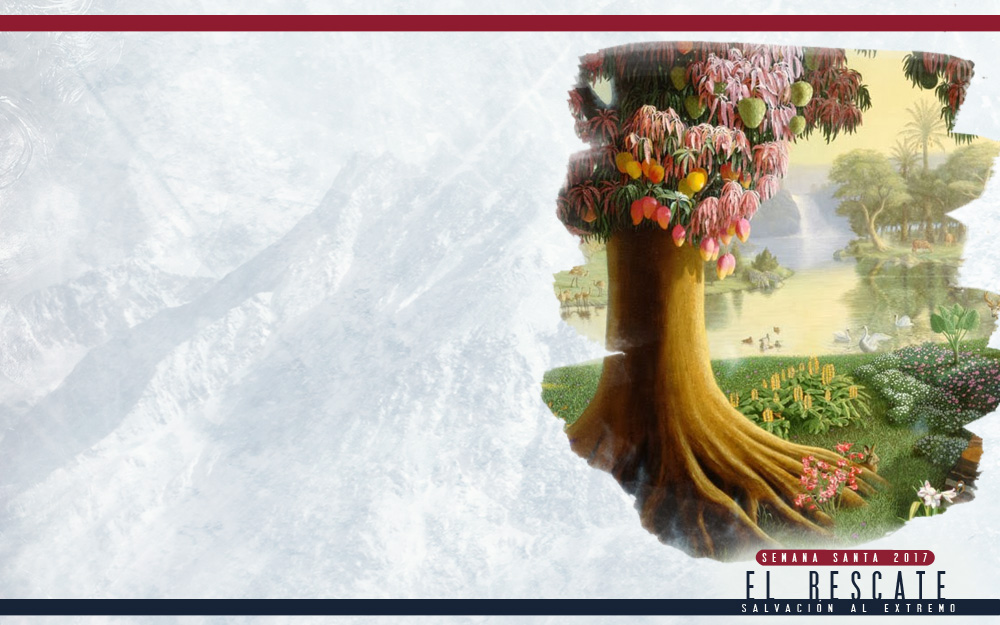 SEMANA SANTA 2017
EL RESCATE
SALVACIÓN AL EXTREMO